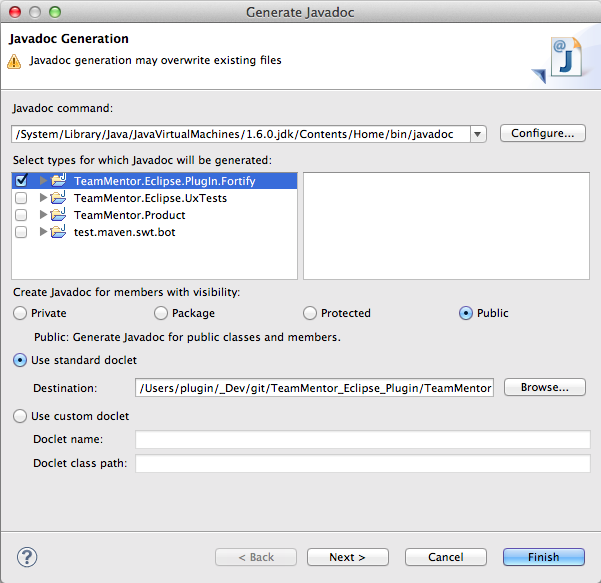 Generate Javadoc
Javadoc Generation
Javadoc generation may overwrite existing files
@
J
Javadoc command:
/System/Library/Java/JavaVirtualMachines/1.6.0.jdk/Contents/Home/bin/javadoc
Configure...
Select types for which Javadoc will be generated:
TeamMentor.Eclipse.PlugIn.Fortify
TeamMentor.Eclipse.UxTests
TeamMentor.Product
test.maven.swt.bot
Create Javadoc for members with visibility:
Private Package Protected Public
Public: Generate Javadoc for public classes and members.
Use standard doclet
Destination: /Users/plugin/_Dev/git/TeamMentor_Eclipse_Plugin/TeamMentor Browse...
Use custom doclet
Doclet name:
Doclet class path:
? < Back Next > Cancel Finish